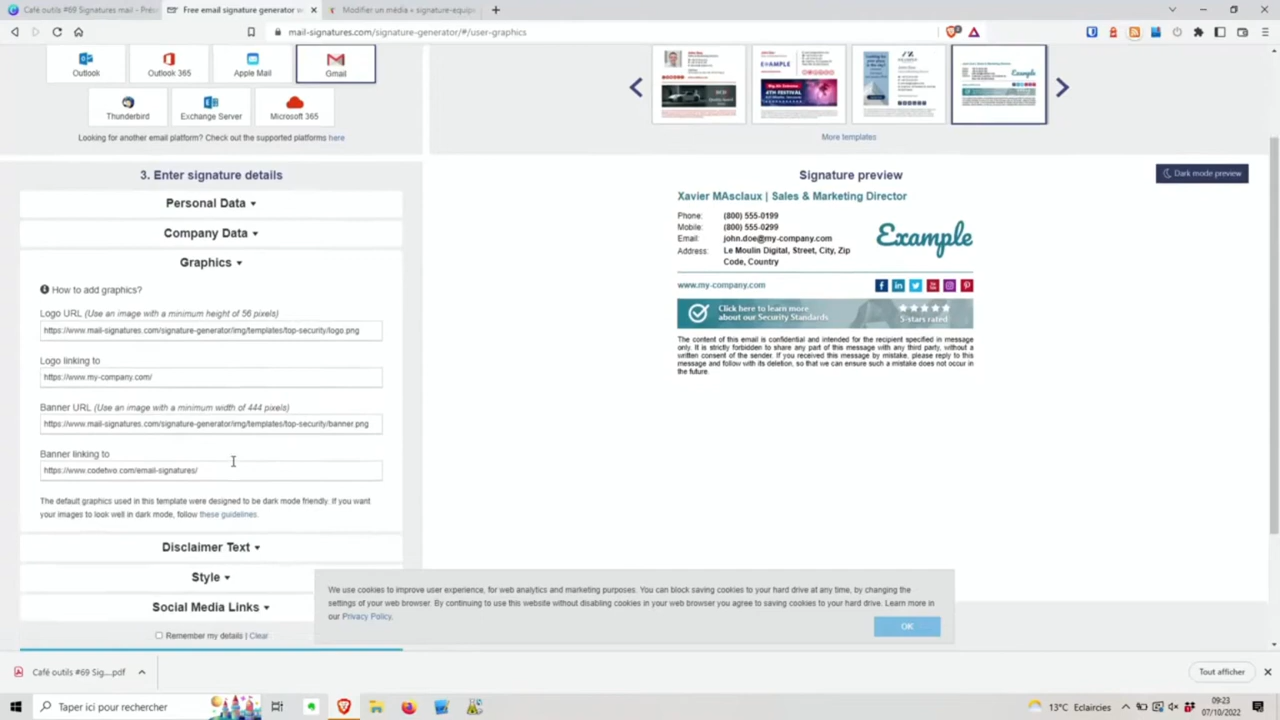 Café outils #69 Signatures mail - Prés
Free email signature generator w
Modifier un média « signature-equip
mail-signatures.com/signature-generator/#/user-graphics
Outlook
Outlook 365
Apple Mail
Gmail
Thunderbird
Exchange Server
Microsoft 365
Looking for another email platform? Check out the supported platforms here
EXAMPLE
Example
More templates
3. Enter signature details
Personal Data
Company Data
Graphics
How to add graphics?
Logo URL (Use an image with a minimum height of 56 pixels)
https://www.mail-signatures.com/signature-generator/img/templates/top-security/logo.png
Logo linking to
https://www.my-company.com/
Banner URL (Use an image with a minimum width of 444 pixels)
https://www.mail-signatures.com/signature-generator/img/templates/top-security/banner.png
Banner linking to
https://www.codetwo.com/email-signatures/
The default graphics used in this template were designed to be dark mode friendly. If you want
your images to look well in dark mode, follow these guidelines.
Disclaimer Text
Style
Social Media Links
Remember my details | Clear
Signature preview
Dark mode preview
Xavier MAsclaux | Sales & Marketing Director
Phone: (800) 555-0199
Mobile: (800) 555-0299
Email: john.doe@my-company.com
Address: Le Moulin Digital, Street, City, Zip
Code, Country
Example
www.my-company.com
Click here to learn more
about our Security Standards
5-stars rated
The content of this email is confidential and intended for the recipient specified in message
only. It is strictly forbidden to share any part of this message with any third party, without a
written consent of the sender. If you received this message by mistake, please reply to this
message and follow with its deletion, so that we can ensure such a mistake does not occur in
the future.
We use cookies to improve user experience, for web analytics and marketing purposes. You can block saving cookies to your hard drive at any time, by changing the
settings of your web browser. By continuing to use this website without disabling cookies in your web browser you agree to saving cookies to your hard drive. Learn more in
our Privacy Policy.
OK
Café outils #69 Sig....pdf
Tout afficher
Taper ici pour rechercher
13°C Eclaircies
09:23
07/10/2022